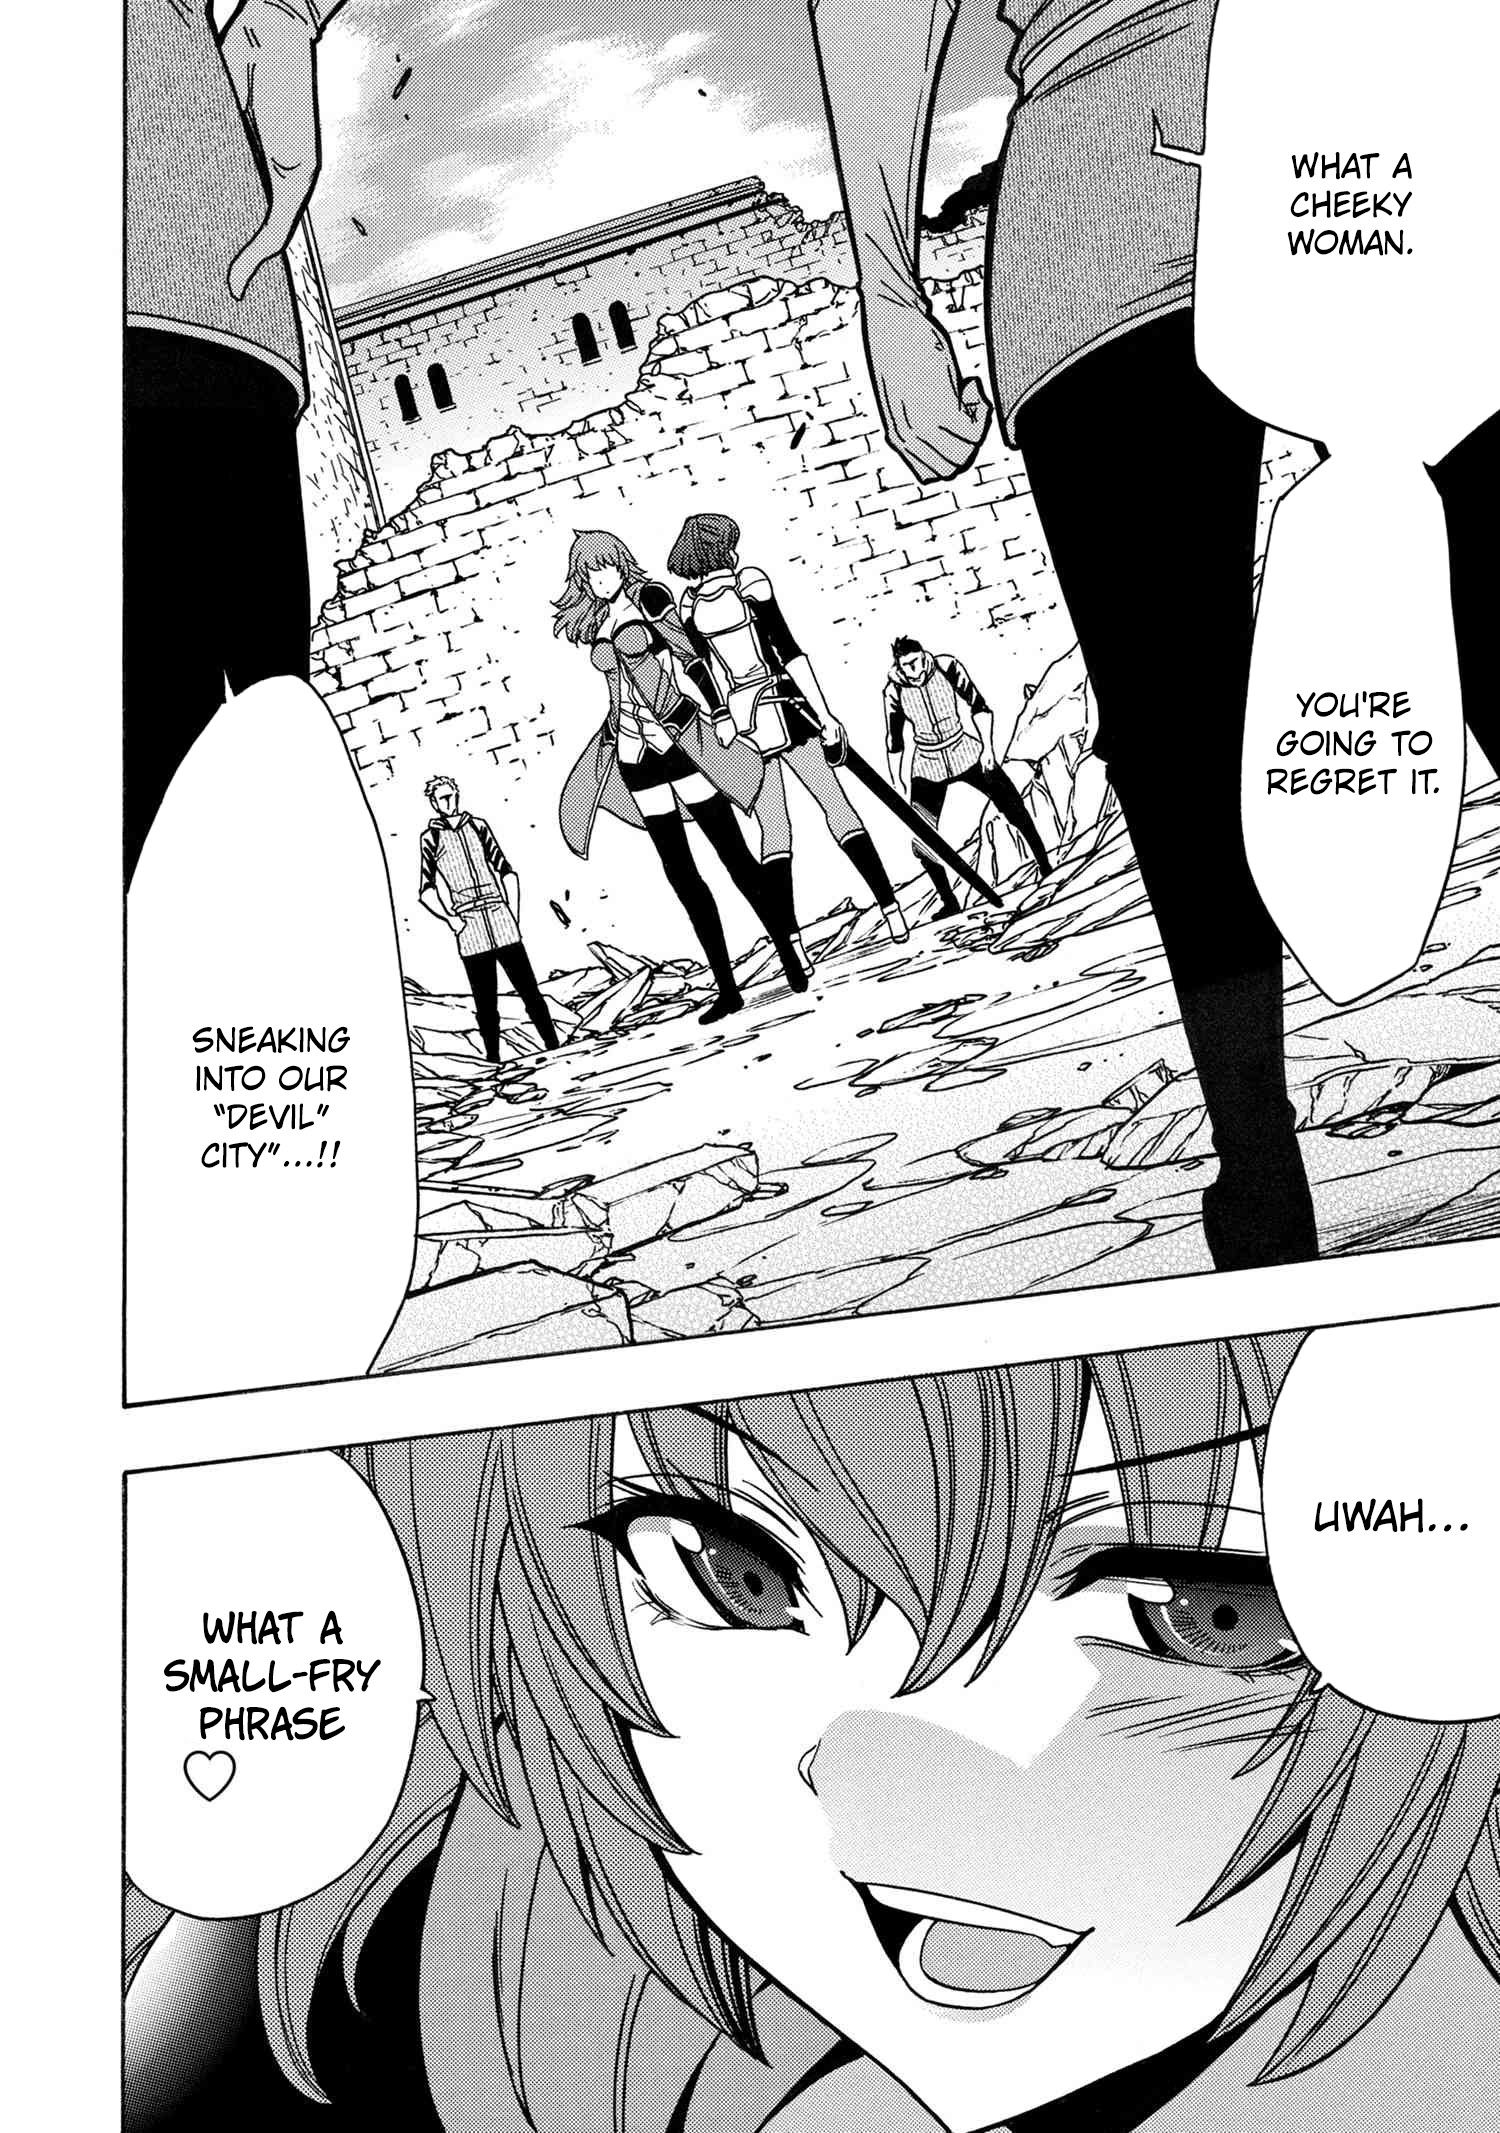 WHAT A
CHEEKY
WOMAN.
YOU'RE
GOING TO
REGRET IT.
SNEAKING
INTO OUR
"DEVIL"
CITY"...!!
UWAH...
WHAT A
SMALL-FRY
PHRASE
♡